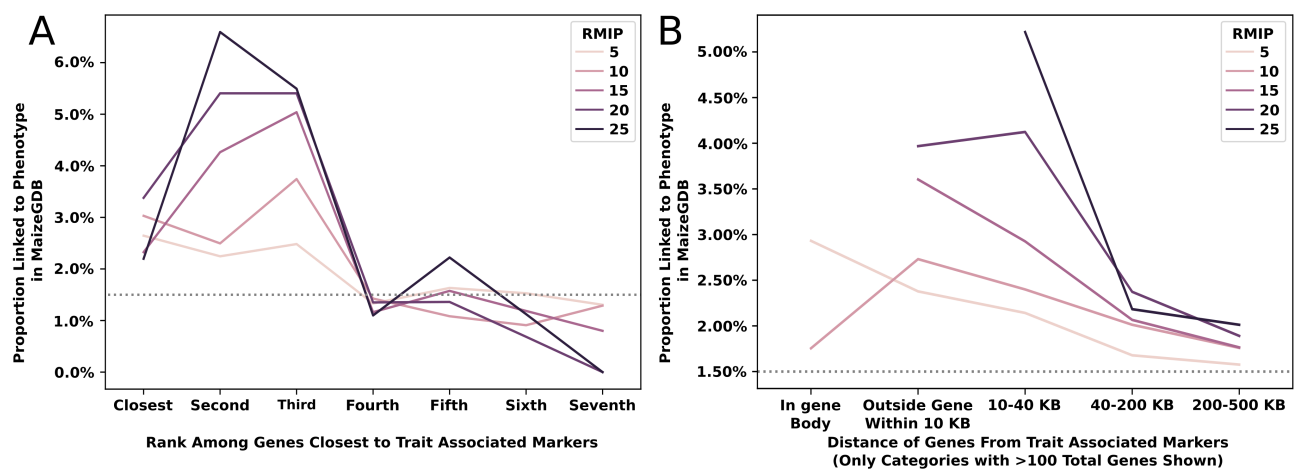 A
Proportion Linked to Phenotype
in MaizeGDB
6.0%
5.0%
4.0%
3.0%
2.0%
1.0%
0.0%
RMIP
5
10
15
20
25
Closest Second Third Fourth Fifth Sixth Seventh
Rank Among Genes Closest to Trait Associated Markers
B
Proportion Linked to Phenotype
in MaizeGDB
5.00%
4.50%
4.00%
3.50%
3.00%
2.50%
2.00%
1.50%
RMIP
5
10
15
20
25
In gene Outside Gene 10-40 KB 40-200 KB 200-500 KB
Body Within 10 KB
Distance of Genes From Trait Associated Markers
(Only Categories with >100 Total Genes Shown)